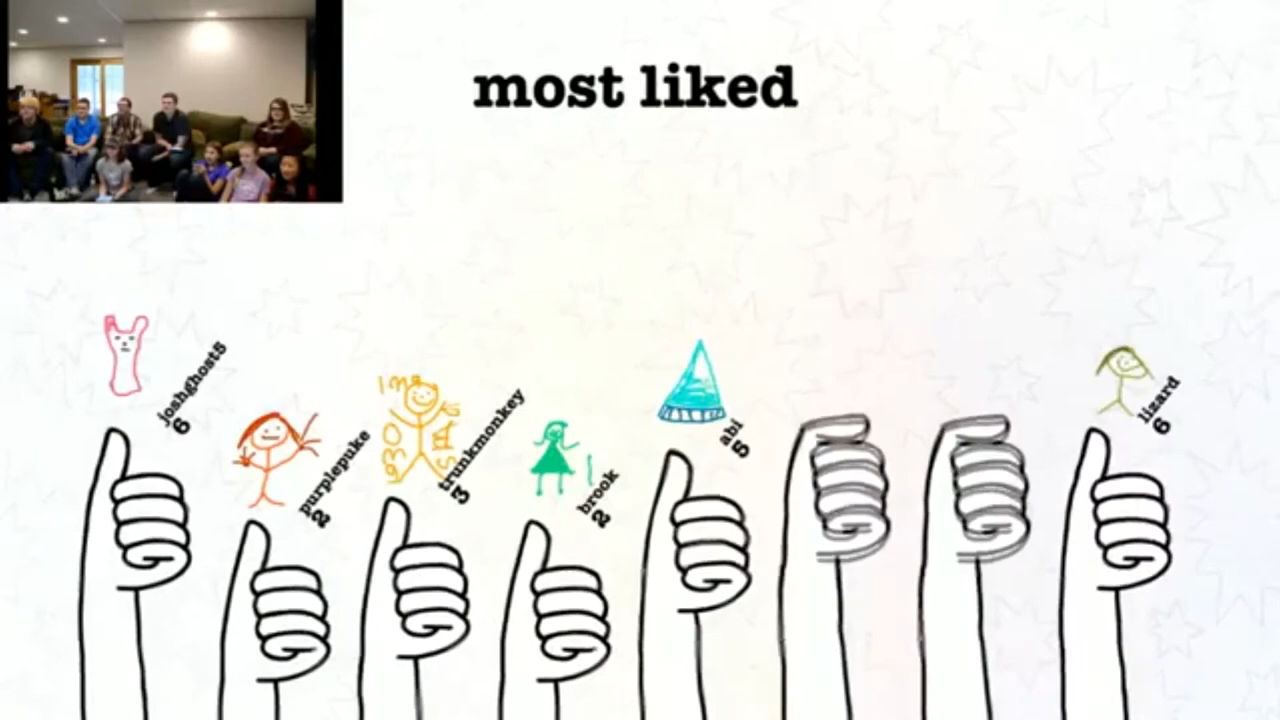 most liked
joshghost5
6
purplepuke
2
trunkmonkey
3
brook
2
abi
5
lizard
6